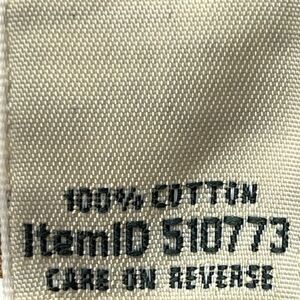 100% COTTON
ItemID 510773
CARE ON REVERSE